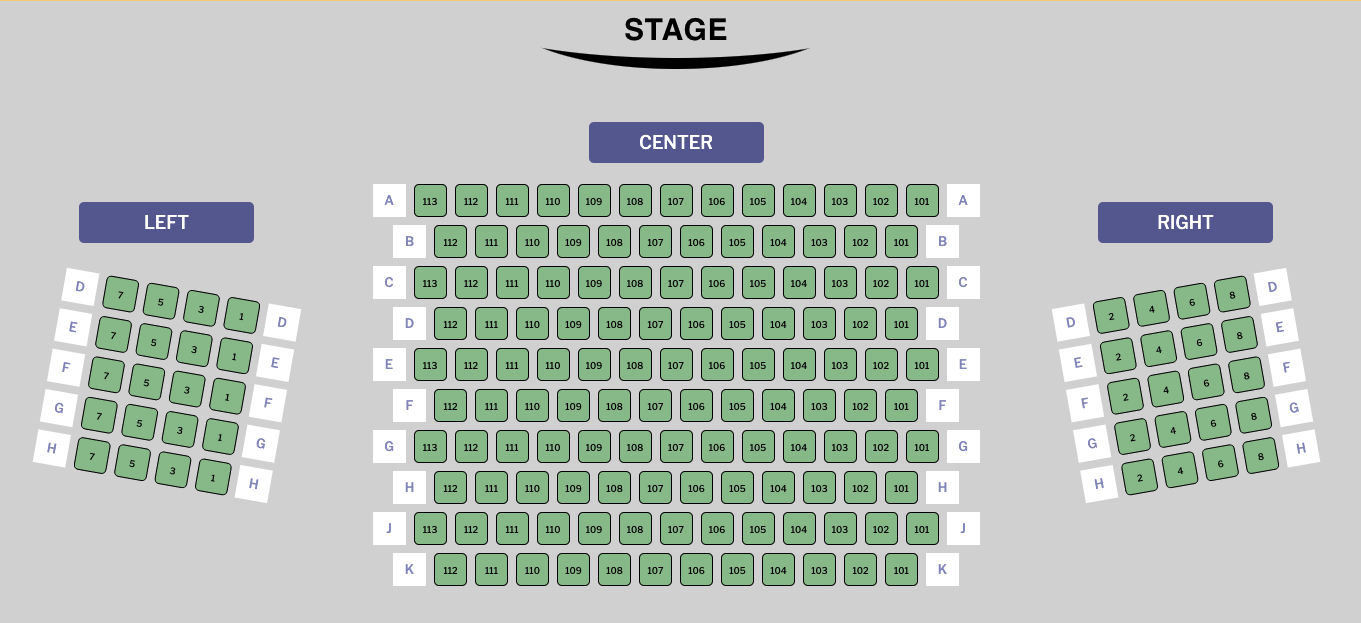 STAGE
CENTER
A 113 112 111 110 109 108 107 106 105 104 103 102 101 A
B 112 111 110 109 108 107 106 105 104 103 102 101 B
C 113 112 111 110 109 108 107 106 105 104 103 102 101 C
D 112 111 110 109 108 107 106 105 104 103 102 101 D
E 113 112 111 110 109 108 107 106 105 104 103 102 101 E
F 112 111 110 109 108 107 106 105 104 103 102 101 F
G 113 112 111 110 109 108 107 106 105 104 103 102 101 G
H 112 111 110 109 108 107 106 105 104 103 102 101 H
J 113 112 111 110 109 108 107 106 105 104 103 102 101 J
K 112 111 110 109 108 107 106 105 104 103 102 101 K
LEFT
D 7 5 3 1 D
E 7 5 3 1 E
F 7 5 3 1 F
G 7 5 3 1 G
H 7 5 3 1 H
RIGHT
D 2 4 6 8 D
E 2 4 6 8 E
F 2 4 6 8 F
G 2 4 6 8 G
H 2 4 6 8 H